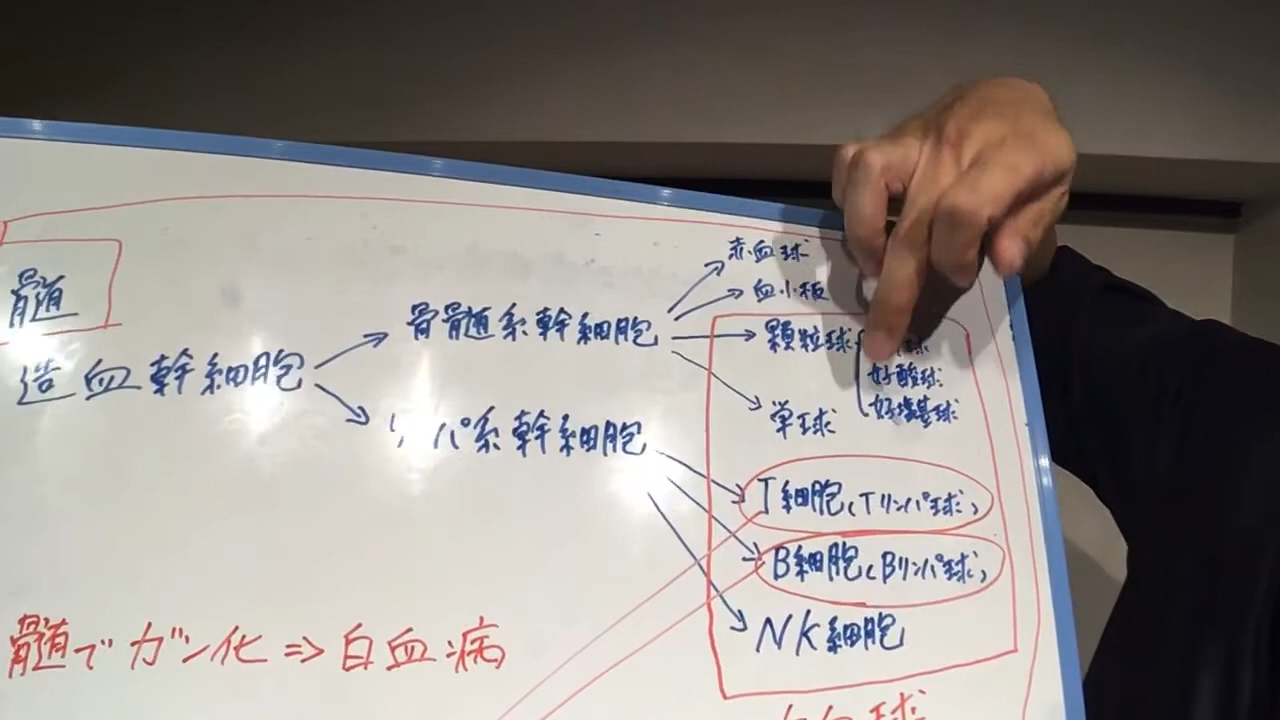 髄
造血幹細胞
骨髄系幹細胞
リパ系幹細胞
赤血球
血小板
顆粒球
球
好酸球
好塩基球
単球
T細胞(Tリンパ球)
B細胞(Bリンパ球)
NK細胞
髄でガン化⇒白血病